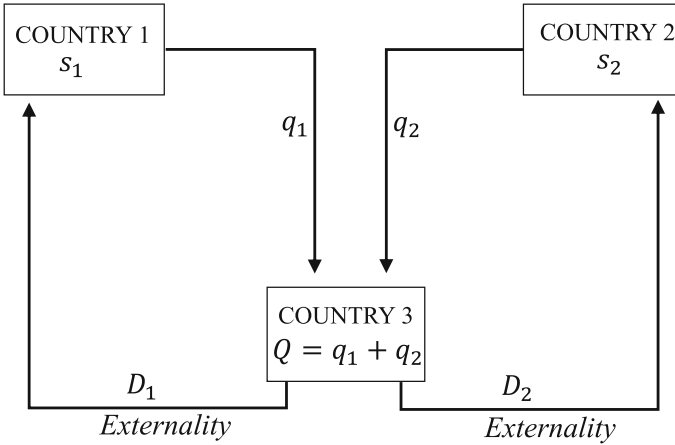 COUNTRY 1
s₁
COUNTRY 2
s₂
q₁
q₂
COUNTRY 3
Q = q₁ + q₂
D₁
Externality
D₂
Externality